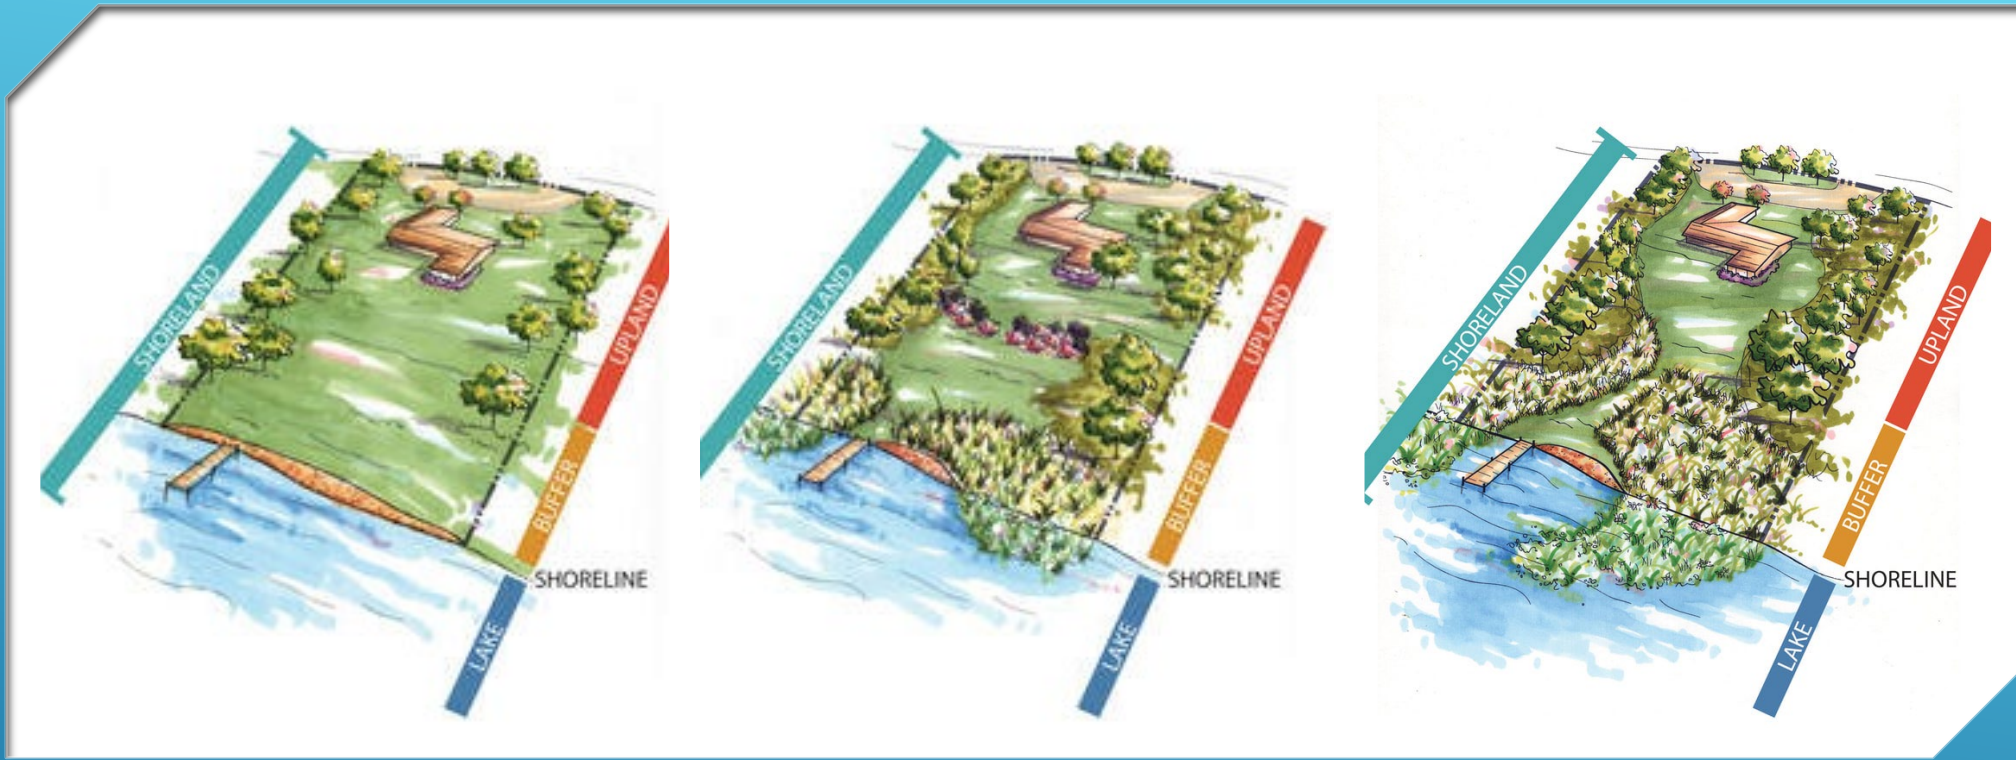 SHORELAND
UPLAND
BUFFER
SHORELINE
LAKE
SHORELAND
UPLAND
BUFFER
SHORELINE
LAKE
SHORELAND
UPLAND
BUFFER
SHORELINE
LAKE